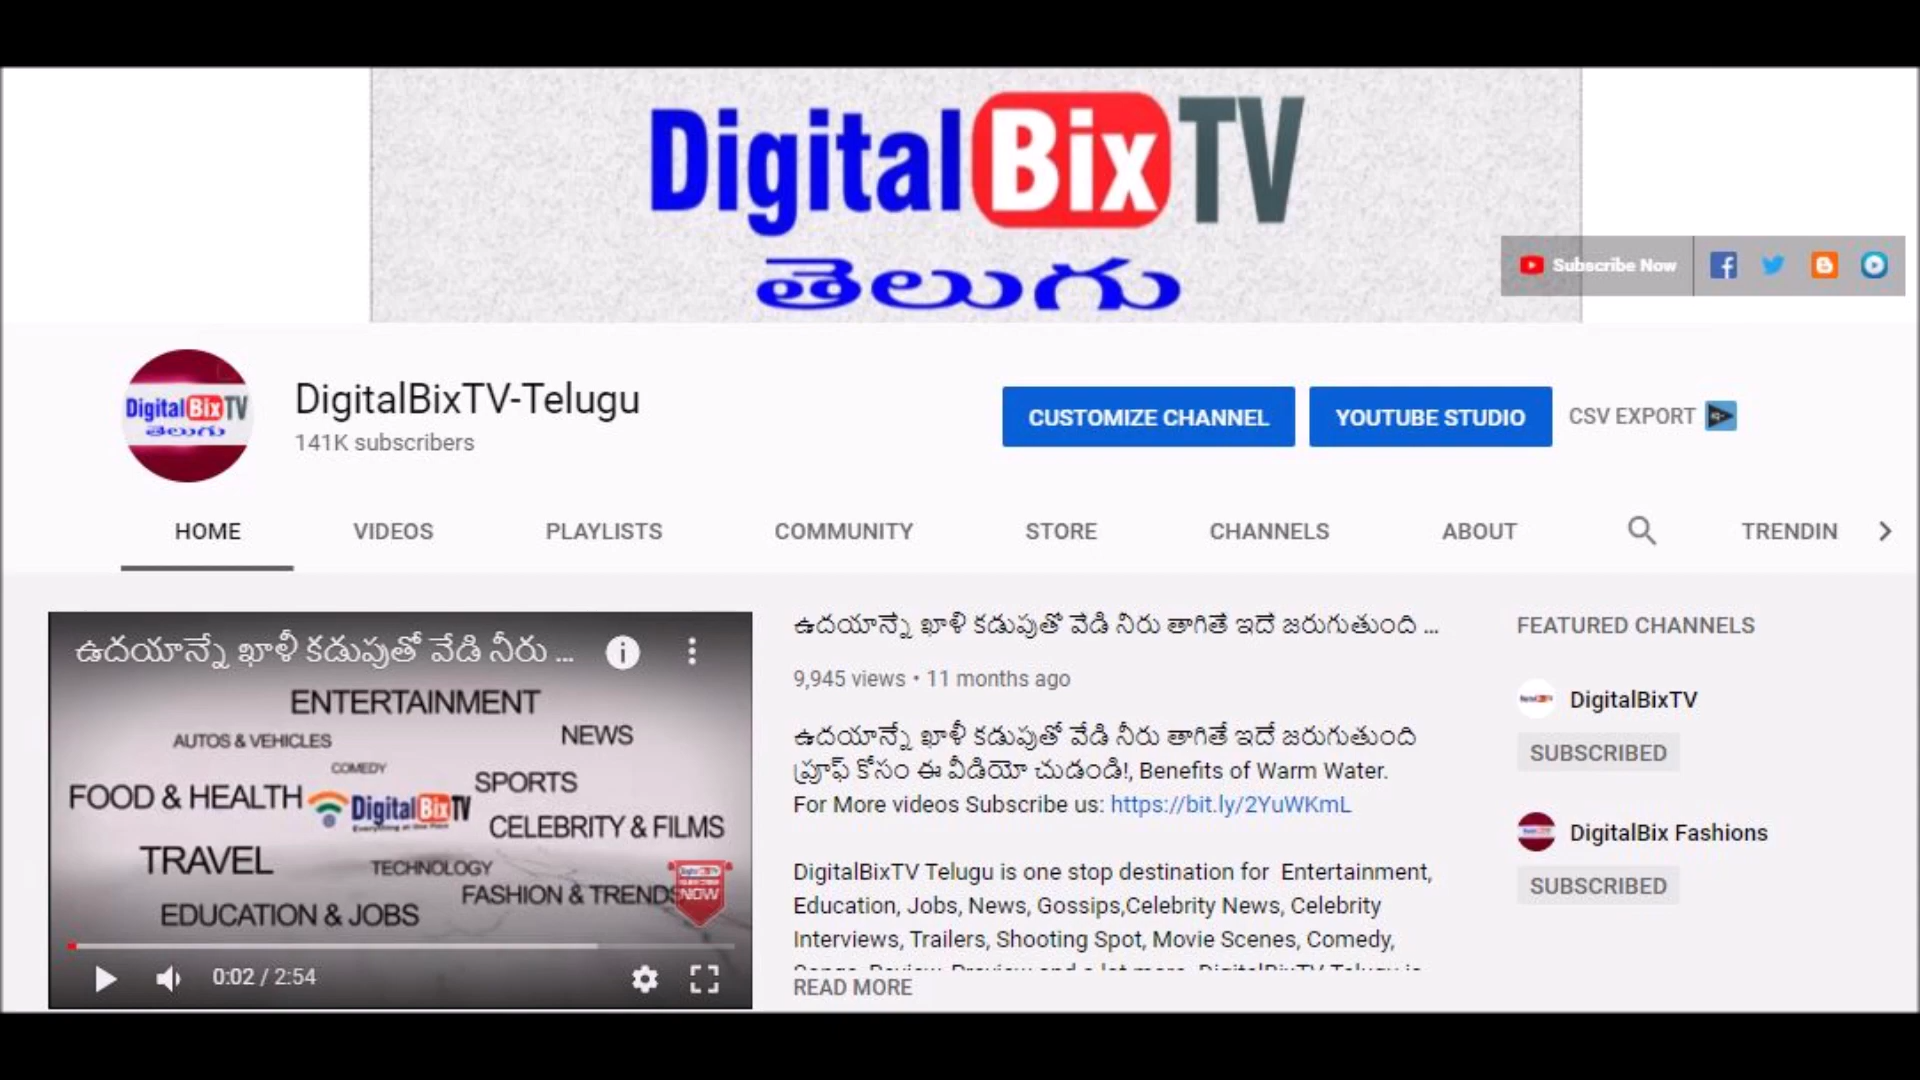 DigitalBixTV
తెలుగు
Subscribe Now
DigitalBixTV
తెలుగు
DigitalBixTV-Telugu
141K subscribers
CUSTOMIZE CHANNEL
YOUTUBE STUDIO
CSV EXPORT
HOME
VIDEOS
PLAYLISTS
COMMUNITY
STORE
CHANNELS
ABOUT
TRENDIN
ఉదయాన్నే ఖాళీ కడుపుతో వేడి నీరు ...
ENTERTAINMENT
AUTOS & VEHICLES
NEWS
COMEDY
SPORTS
FOOD & HEALTH
DigitalBixTV
CELEBRITY & FILMS
TRAVEL
TECHNOLOGY
FASHION & TRENDS
NOW
EDUCATION & JOBS
0:02 / 2:54
ఉదయాన్నే ఖాళి కడుపుతో వేడి నీరు తాగితే ఇదే జరుగుతుంది ...
9,945 views • 11 months ago
ఉదయాన్నే ఖాళీ కడుపుతో వేడి నీరు తాగితే ఇదే జరుగుతుంది
ప్రూఫ్ కోసం ఈ వీడియో చుడండి!, Benefits of Warm Water.
For More videos Subscribe us: https://bit.ly/2YuWKmL
DigitalBixTV Telugu is one stop destination for Entertainment,
Education, Jobs, News, Gossips,Celebrity News, Celebrity
Interviews, Trailers, Shooting Spot, Movie Scenes, Comedy,
READ MORE
FEATURED CHANNELS
DigitalBixTV
SUBSCRIBED
DigitalBix Fashions
SUBSCRIBED